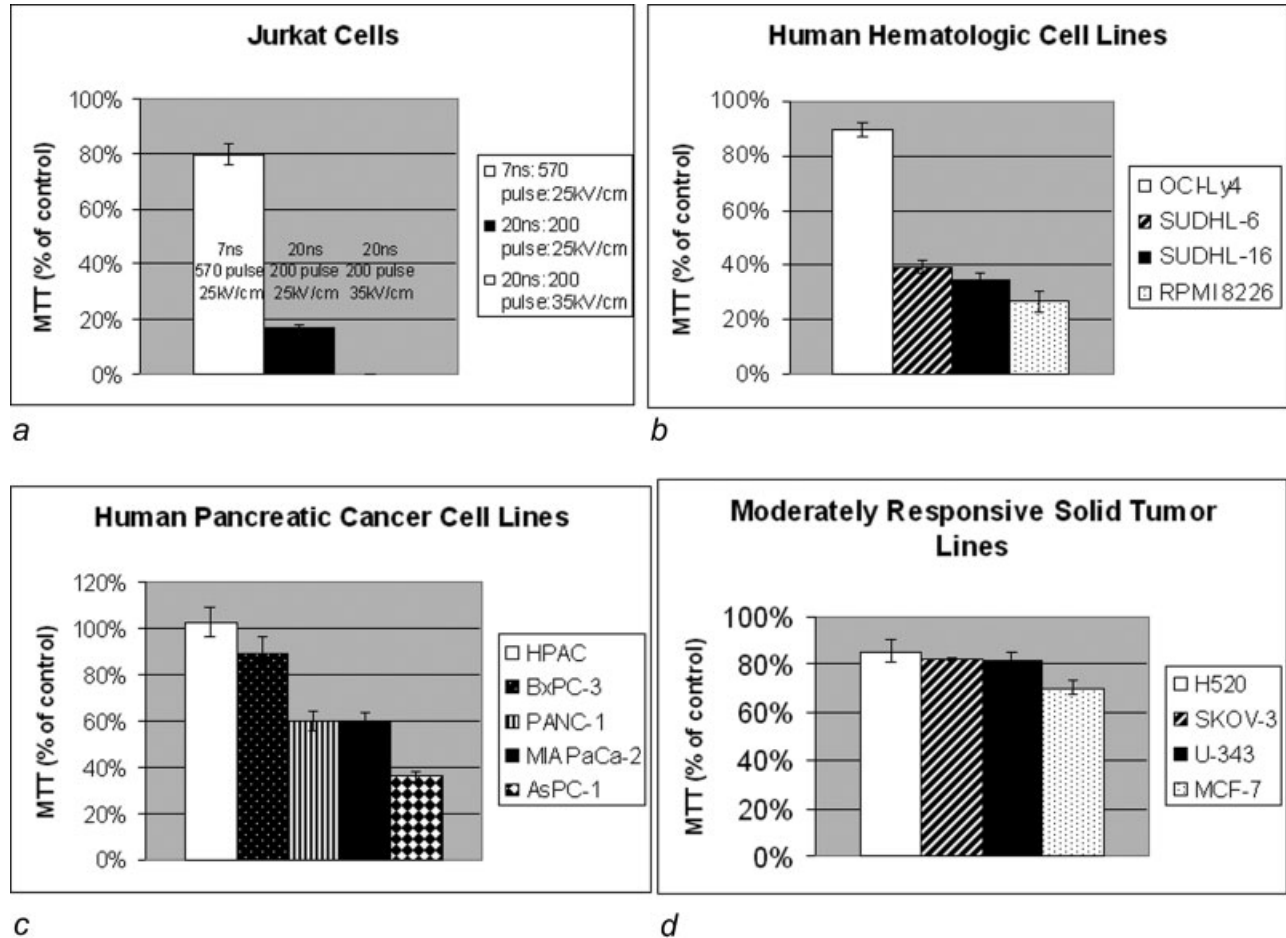 Jurkat Cells
MTT (% of control)
100%
80%
60%
40%
20%
0%
7ns
570 pulse
25kV/cm
20ns
200 pulse
25kV/cm
20ns
200 pulse
35kV/cm
7ns:570
pulse:25kV/cm
20ns:200
pulse:25kV/cm
20ns:200
pulse:35kV/cm
a
Human Hematologic Cell Lines
MTT (% of control)
100%
80%
60%
40%
20%
0%
OCI-Ly4
SUDHL-6
SUDHL-16
RPMI 8226
b
Human Pancreatic Cancer Cell Lines
MTT (% of control)
120%
100%
80%
60%
40%
20%
0%
HPAC
BxPC-3
PANC-1
MIA PaCa-2
AsPC-1
c
Moderately Responsive Solid Tumor
Lines
MTT (% of control)
100%
80%
60%
40%
20%
0%
H520
SKOV-3
U-343
MCF-7
d